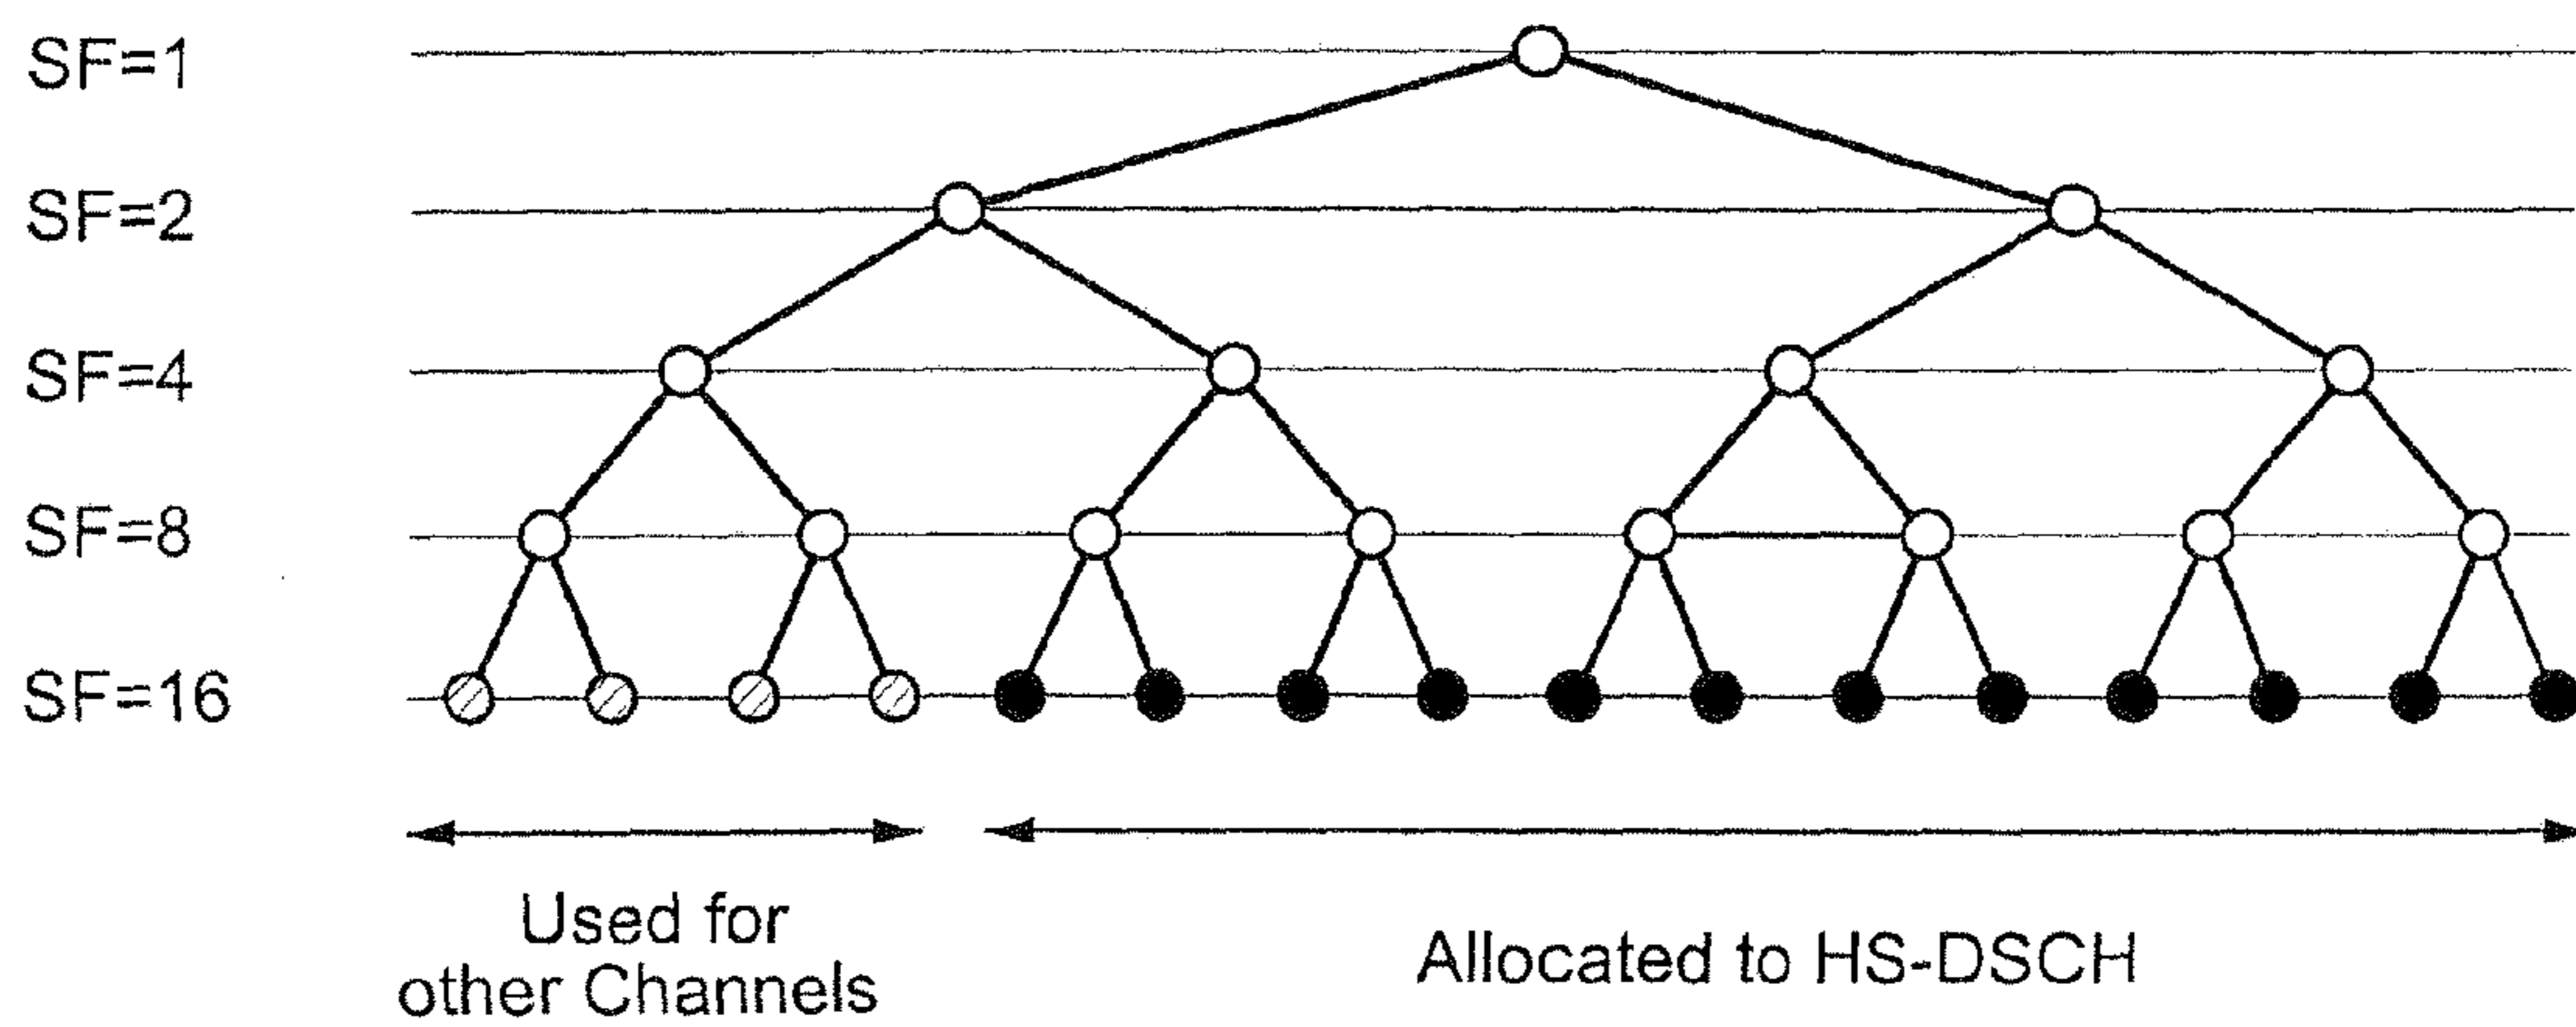 SF=1
SF=2
SF=4
SF=8
SF=16
Used for
other Channels
Allocated to HS-DSCH